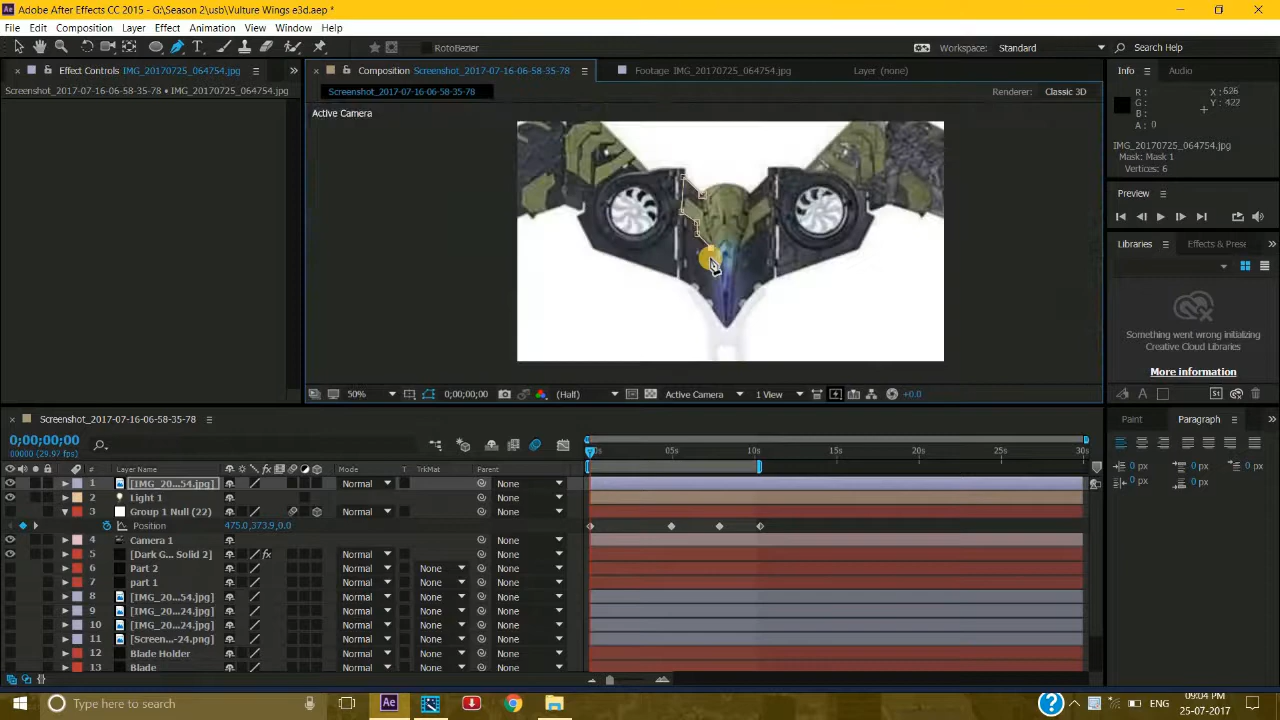 Adobe After Effects CC 2015 - G:\Season 2\usb\Vulture Wings e3d.aep *
File Edit Composition Layer Effect Animation View Window Help
RotoBezier
Workspace: Standard
Search Help
Effect Controls IMG_20170725_064754.jpg
Composition Screenshot_2017-07-16-06-58-35-78
Footage IMG_20170725_064754.jpg
Layer (none)
Info Audio
Screenshot_2017-07-16-06-58-35-78 • IMG_20170725_064754.jpg
Screenshot_2017-07-16-06-58-35-78
Renderer: Classic 3D
Active Camera
R: X: 626
G: Y: 422
B:
A: 0
IMG_20170725_064754.jpg
Mask: Mask 1
Vertices: 6
Preview
Libraries Effects & Prese
Something went wrong initializing
Creative Cloud Libraries
More information
50% 0;00;00;00 (Half) Active Camera 1 View +0.0
Screenshot_2017-07-16-06-58-35-78
Paint Paragraph
0;00;00;00
00000 (29.97 fps)
05s 10s 15s 20s 25s 30s
# Layer Name Mode T TrkMat Parent
0 px 0 px 0 px
0 px 0 px
1 [IMG_20...54.jpg] Normal None
2 Light 1 None
3 Group 1 Null (22) Normal None
Position 475.0,373.9,0.0
4 Camera 1 None
5 [Dark G... Solid 2] Normal None
6 Part 2 Normal None None
7 part 1 Normal None None
8 [IMG_20...54.jpg] Normal None None
9 [IMG_20...24.jpg] Normal None None
10 [IMG_20...24.jpg] Normal None None
11 [Screen...-24.png] Normal None None
12 Blade Holder Normal None None
13 Blade Normal None None
Type here to search
Ae
ENG
09:04 PM
25-07-2017